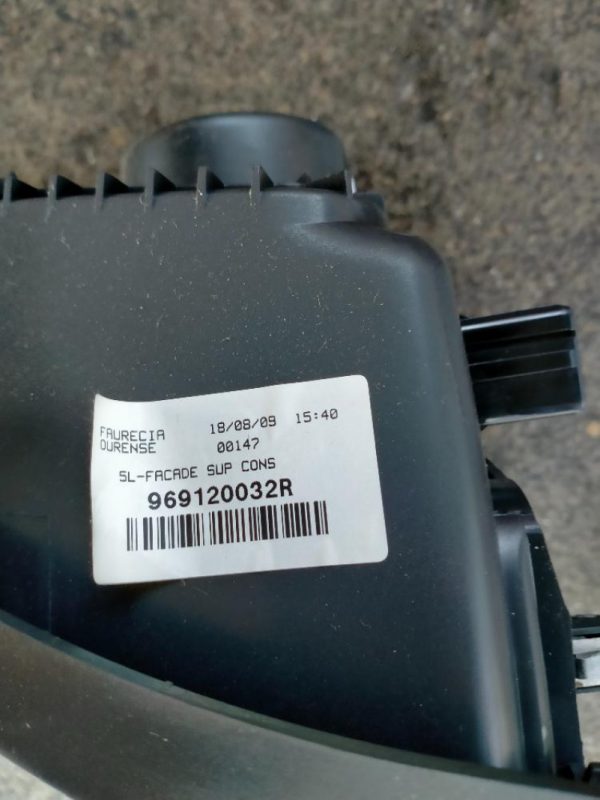 FAURECIA 18/08/09 15:40
OURENSE 00147
5L-FACADE SUP CONS
969120032R